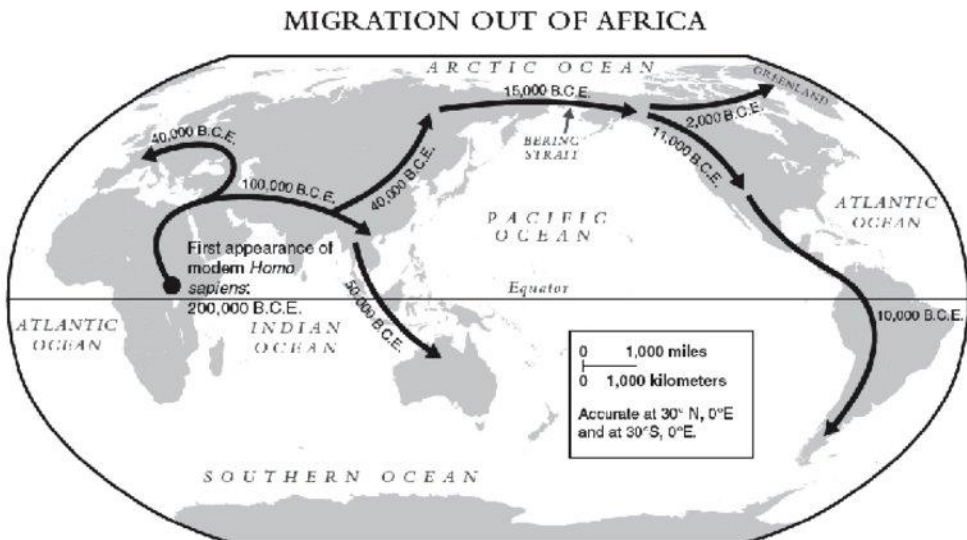 MIGRATION OUT OF AFRICA
ARCTIC OCEAN
GREENLAND
15,000 B.C.E.
2,000 B.C.E.
40,000 B.C.E.
BERING
STRAIT
11,000 B.C.E.
100,000 B.C.E.
40,000 B.C.E.
ATLANTIC
OCEAN
PACIFIC
OCEAN
First appearance of
modern Homo
sapiens:
200,000 B.C.E.
50,000 B.C.E.
Equator
ATLANTIC
OCEAN
INDIAN
OCEAN
10,000 B.C.E.
0 1,000 miles
0 1,000 kilometers
Accurate at 30° N, 0°E
and at 30°S, 0°E.
SOUTHERN OCEAN